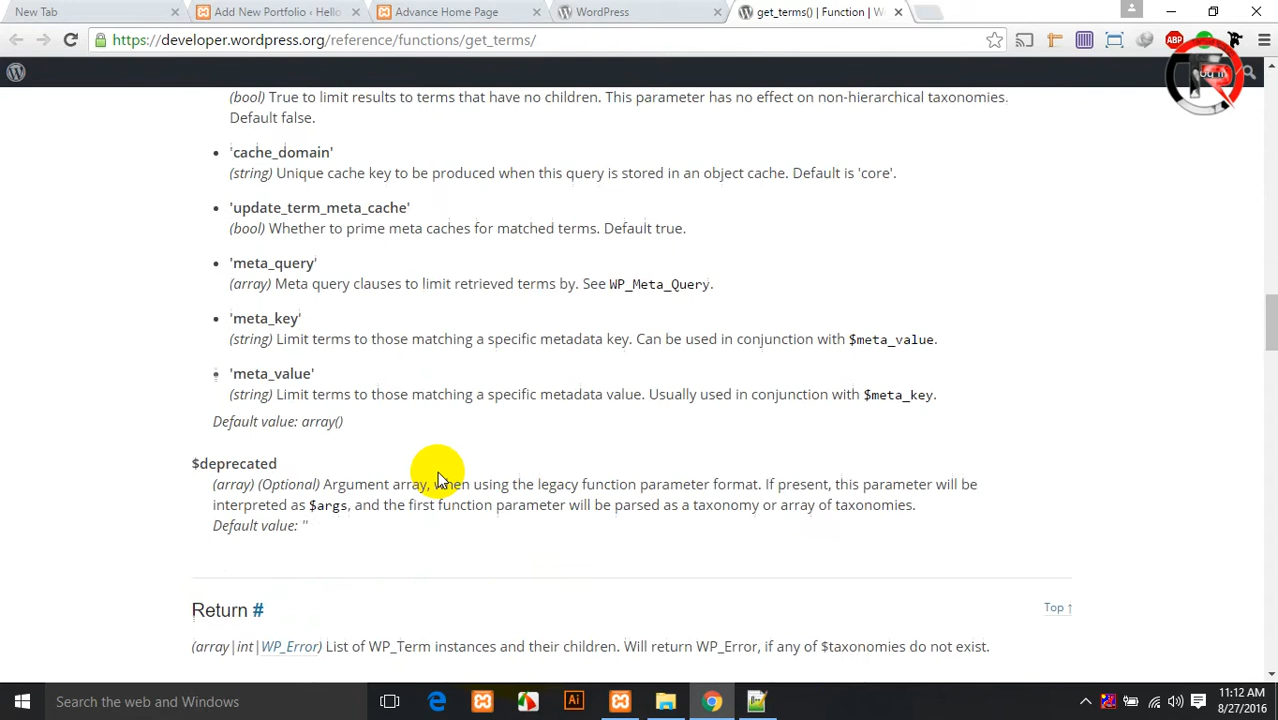 New Tab
Add New Portfolio ‹ Hello
Advance Home Page
WordPress
get_terms() | Function | W
https://developer.wordpress.org/reference/functions/get_terms/
ABP
(bool) True to limit results to terms that have no children. This parameter has no effect on non-hierarchical taxonomies.
Default false.
'cache_domain'
(string) Unique cache key to be produced when this query is stored in an object cache. Default is 'core'.
'update_term_meta_cache'
(bool) Whether to prime meta caches for matched terms. Default true.
'meta_query'
(array) Meta query clauses to limit retrieved terms by. See WP_Meta_Query.
'meta_key'
(string) Limit terms to those matching a specific metadata key. Can be used in conjunction with $meta_value.
'meta_value'
(string) Limit terms to those matching a specific metadata value. Usually used in conjunction with $meta_key.
Default value: array()
$deprecated
(array) (Optional) Argument array, when using the legacy function parameter format. If present, this parameter will be
interpreted as $args, and the first function parameter will be parsed as a taxonomy or array of taxonomies.
Default value: ''
Return #
Top ↑
(array|int|WP_Error) List of WP_Term instances and their children. Will return WP_Error, if any of $taxonomies do not exist.
Search the web and Windows
Ai
11:12 AM
8/27/2016